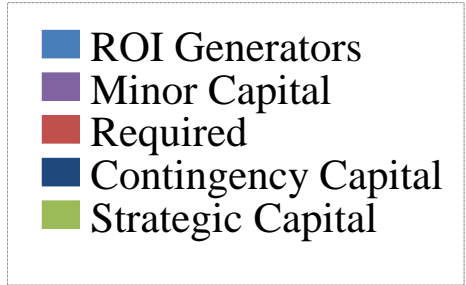 ROI Generators
Minor Capital
Required
Contingency Capital
Strategic Capital